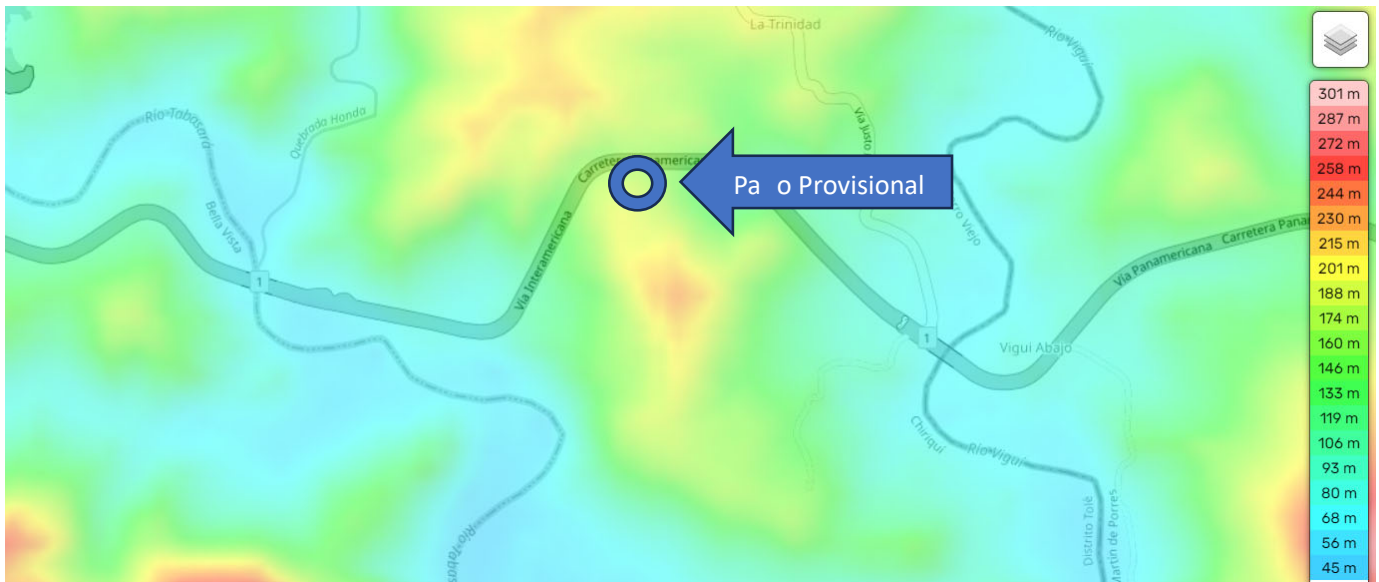 La Trinidad
Río Viguí
Río Tabasará
Quebrada Honda
Carretera Panamericana
Pa o Provisional
Vía Justo
Bella Vista
Vía Interamericana
1
Vía Panamericana
Carretera Pana
1
Vigui Abajo
Chiriquí
Río Viguí
Distrito Tolé
Martín de Porres
Río Tabas
301 m
287 m
272 m
258 m
244 m
230 m
215 m
201 m
188 m
174 m
160 m
146 m
133 m
119 m
106 m
93 m
80 m
68 m
56 m
45 m